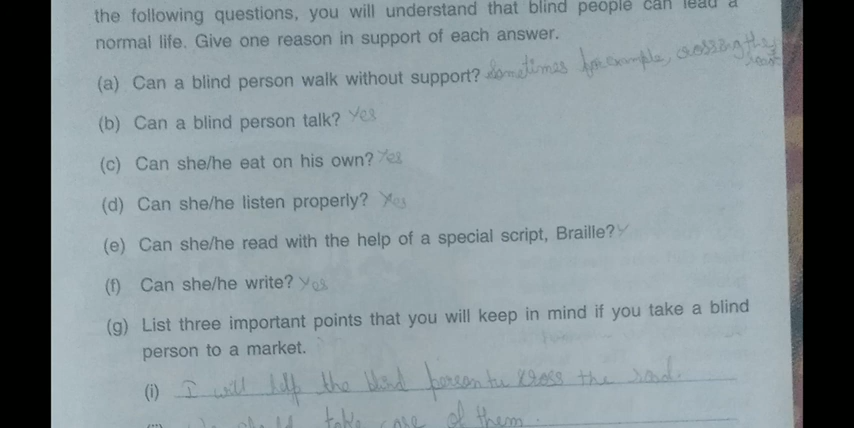 the following questions, you will understand that blind people can lead a
normal life. Give one reason in support of each answer.
(a) Can a blind person walk without support? Sometimes for example, crossing the
road
(b) Can a blind person talk? Yes
(c) Can she/he eat on his own? Yes
(d) Can she/he listen properly? Yes
(e) Can she/he read with the help of a special script, Braille? Y
(f) Can she/he write? Yes
(g) List three important points that you will keep in mind if you take a blind
person to a market.
(i) I will help the blind person to cross the road.
take care of them.